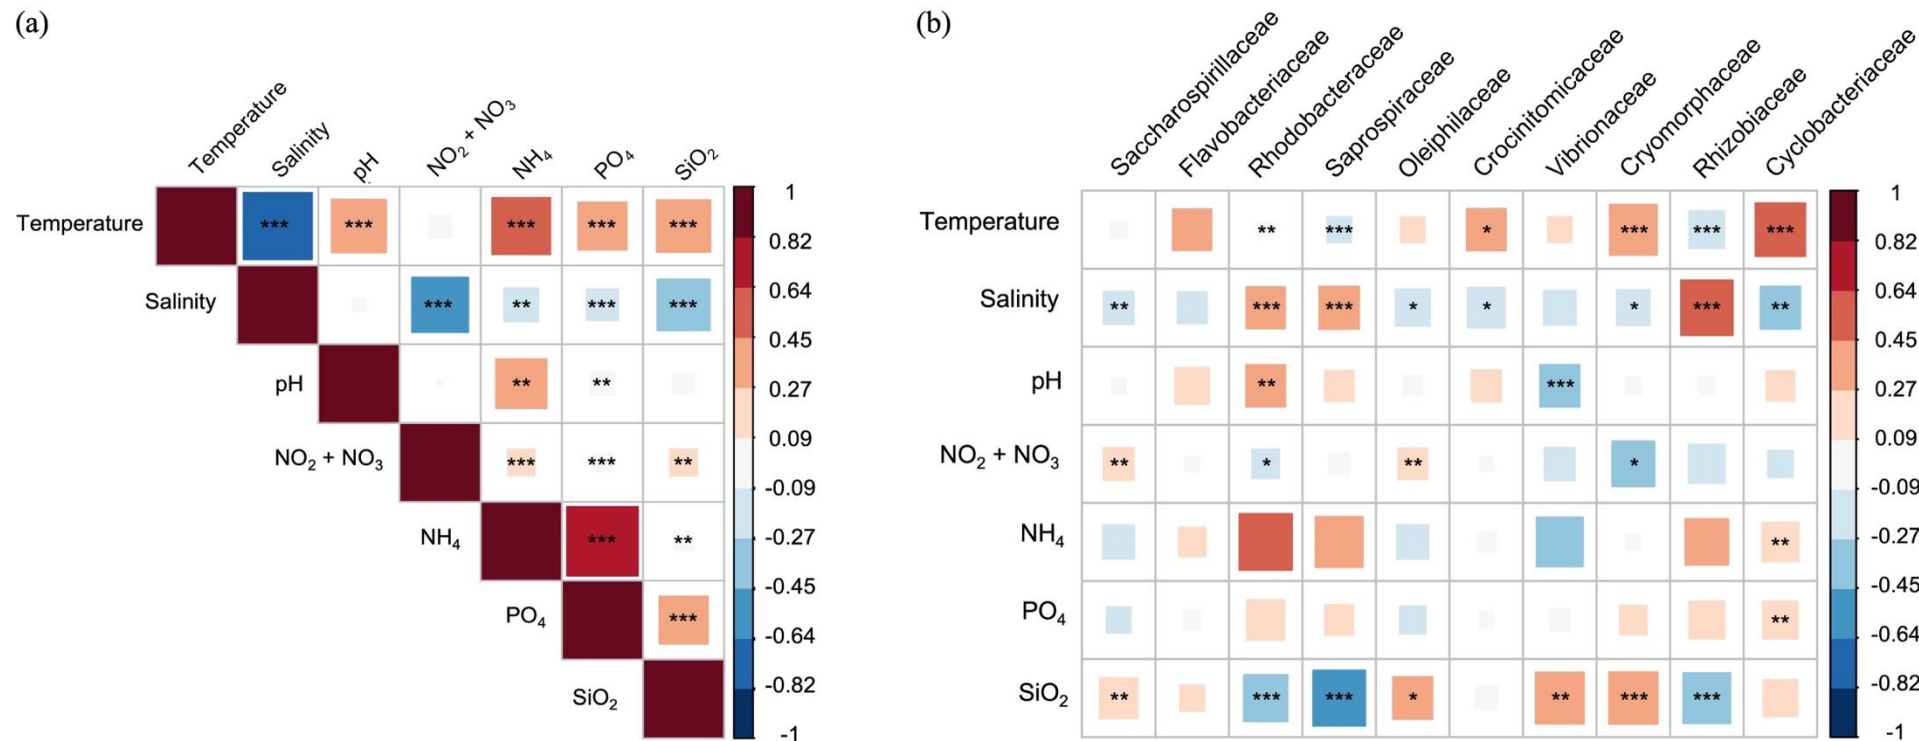 (a)
Temperature
Salinity
pH
NO₂ + NO₃
NH₄
PO₄
SiO₂
Temperature *** *** *** *** ***
Salinity *** ** *** ***
pH ** **
NO₂ + NO₃ *** *** **
NH₄ *** **
PO₄ ***
SiO₂
1
0.82
0.64
0.45
0.27
0.09
-0.09
-0.27
-0.45
-0.64
-0.82
-1
(b)
Saccharospirillaceae
Flavobacteriaceae
Rhodobacteraceae
Saprospiraceae
Oleiphilaceae
Crocinitomicaceae
Vibrionaceae
Cryomorphaceae
Rhizobiaceae
Cyclobacteriaceae
Temperature ** *** * *** *** ***
Salinity ** *** *** * * * *** **
pH ** ***
NO₂ + NO₃ ** * ** *
NH₄ **
PO₄ **
SiO₂ ** *** *** * ** *** ***
1
0.82
0.64
0.45
0.27
0.09
-0.09
-0.27
-0.45
-0.64
-0.82
-1